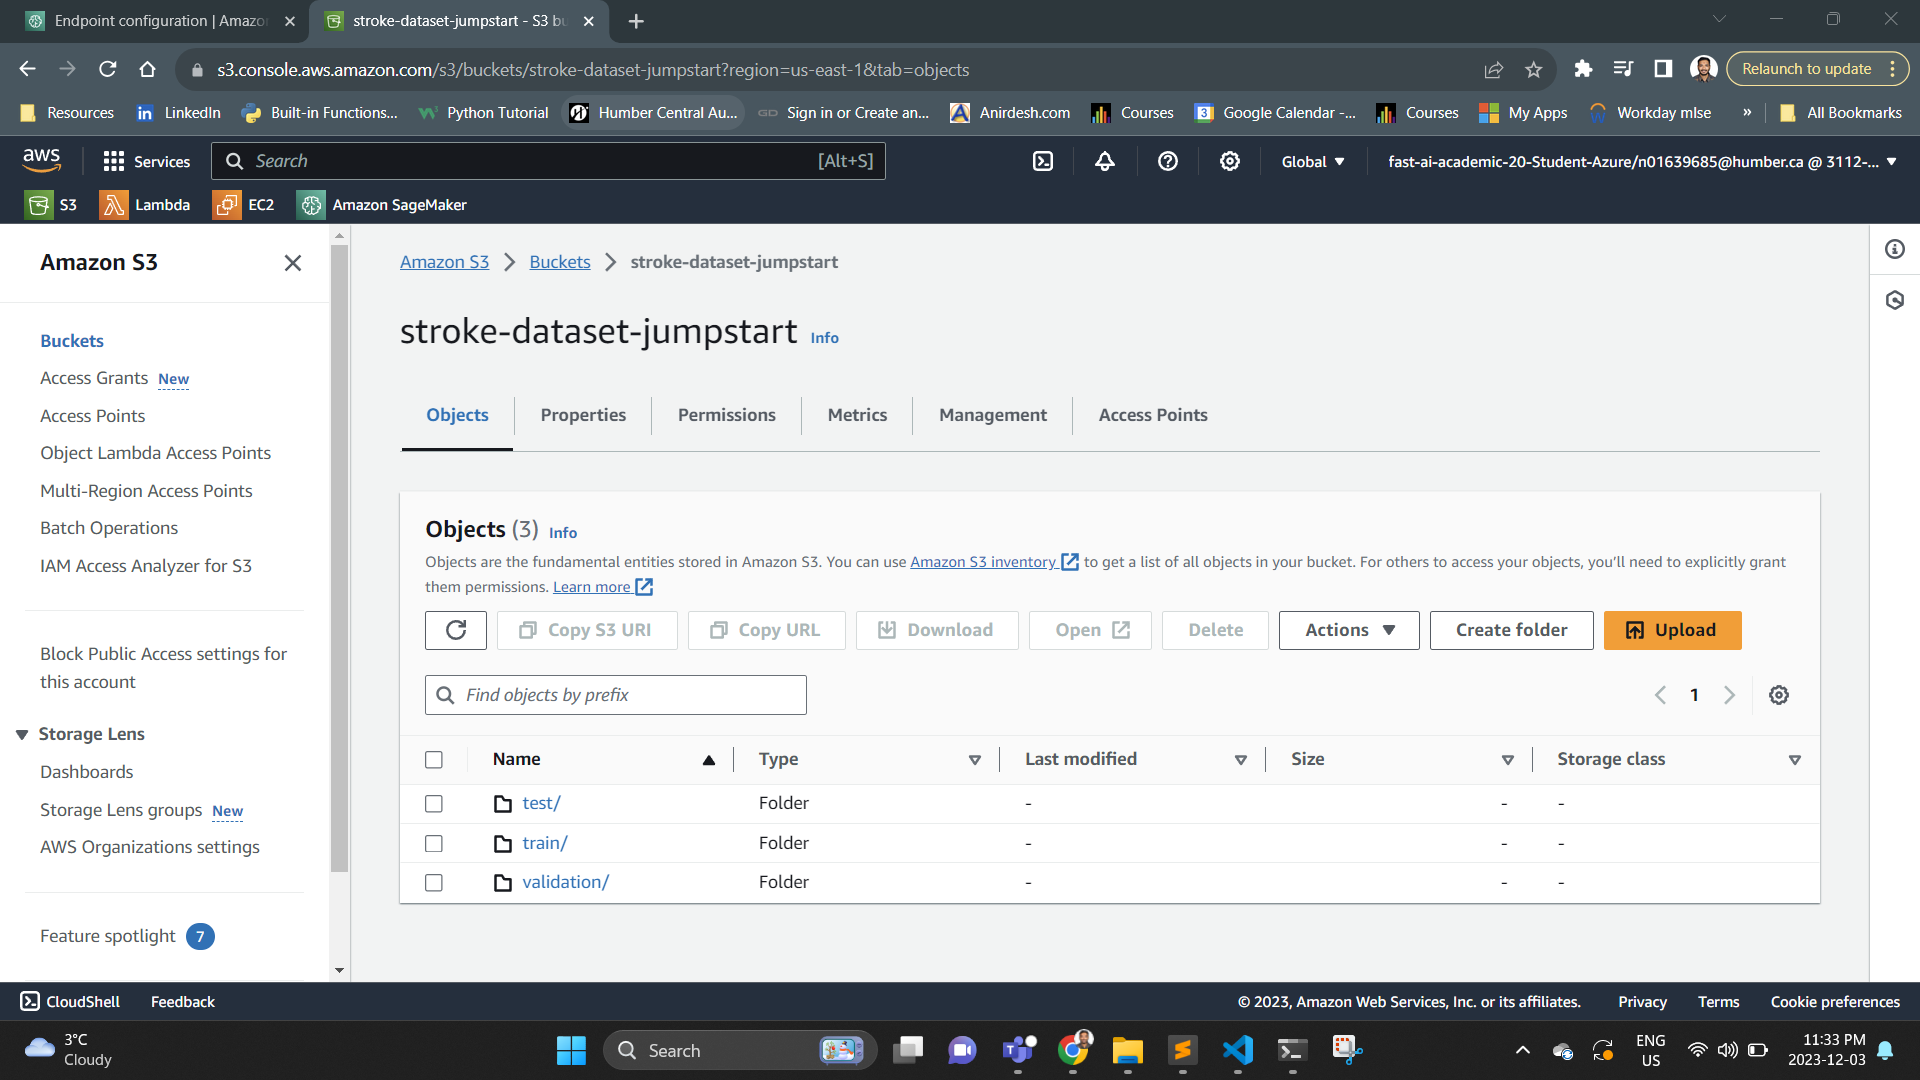 Endpoint configuration | Amazo
stroke-dataset-jumpstart - S3 bu
s3.console.aws.amazon.com/s3/buckets/stroke-dataset-jumpstart?region=us-east-1&tab=objects
Relaunch to update
Resources
LinkedIn
Built-in Functions...
Python Tutorial
Humber Central Au...
Sign in or Create an...
Anirdesh.com
Courses
Google Calendar -...
Courses
My Apps
Workday mlse
»
All Bookmarks
aws
Services
Search
[Alt+S]
Global
fast-ai-academic-20-Student-Azure/n01639685@humber.ca @ 3112-...
S3
Lambda
EC2
Amazon SageMaker
Amazon S3
Buckets
Access Grants New
Access Points
Object Lambda Access Points
Multi-Region Access Points
Batch Operations
IAM Access Analyzer for S3
Block Public Access settings for
this account
Storage Lens
Dashboards
Storage Lens groups New
AWS Organizations settings
Feature spotlight 7
Amazon S3 > Buckets > stroke-dataset-jumpstart
stroke-dataset-jumpstart Info
Objects
Properties
Permissions
Metrics
Management
Access Points
Objects (3) Info
Objects are the fundamental entities stored in Amazon S3. You can use Amazon S3 inventory to get a list of all objects in your bucket. For others to access your objects, you'll need to explicitly grant
them permissions. Learn more
Copy S3 URI
Copy URL
Download
Open
Delete
Actions
Create folder
Upload
Find objects by prefix
1
Name Type Last modified Size Storage class
test/ Folder - - -
train/ Folder - - -
validation/ Folder - - -
CloudShell
Feedback
© 2023, Amazon Web Services, Inc. or its affiliates.
Privacy
Terms
Cookie preferences
3°C
Cloudy
Search
ENG
US
11:33 PM
2023-12-03